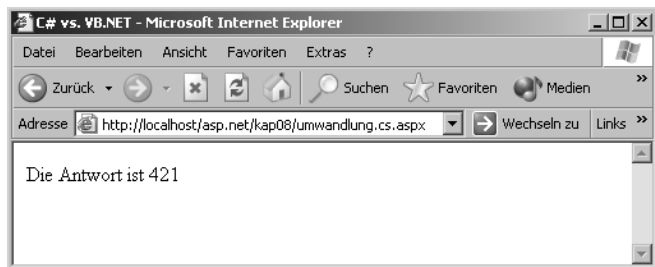 C# vs. VB.NET - Microsoft Internet Explorer
Datei Bearbeiten Ansicht Favoriten Extras ?
Zurück Suchen Favoriten Medien »
Adresse http://localhost/asp.net/kap08/umwandlung.cs.aspx Wechseln zu Links »
Die Antwort ist 421